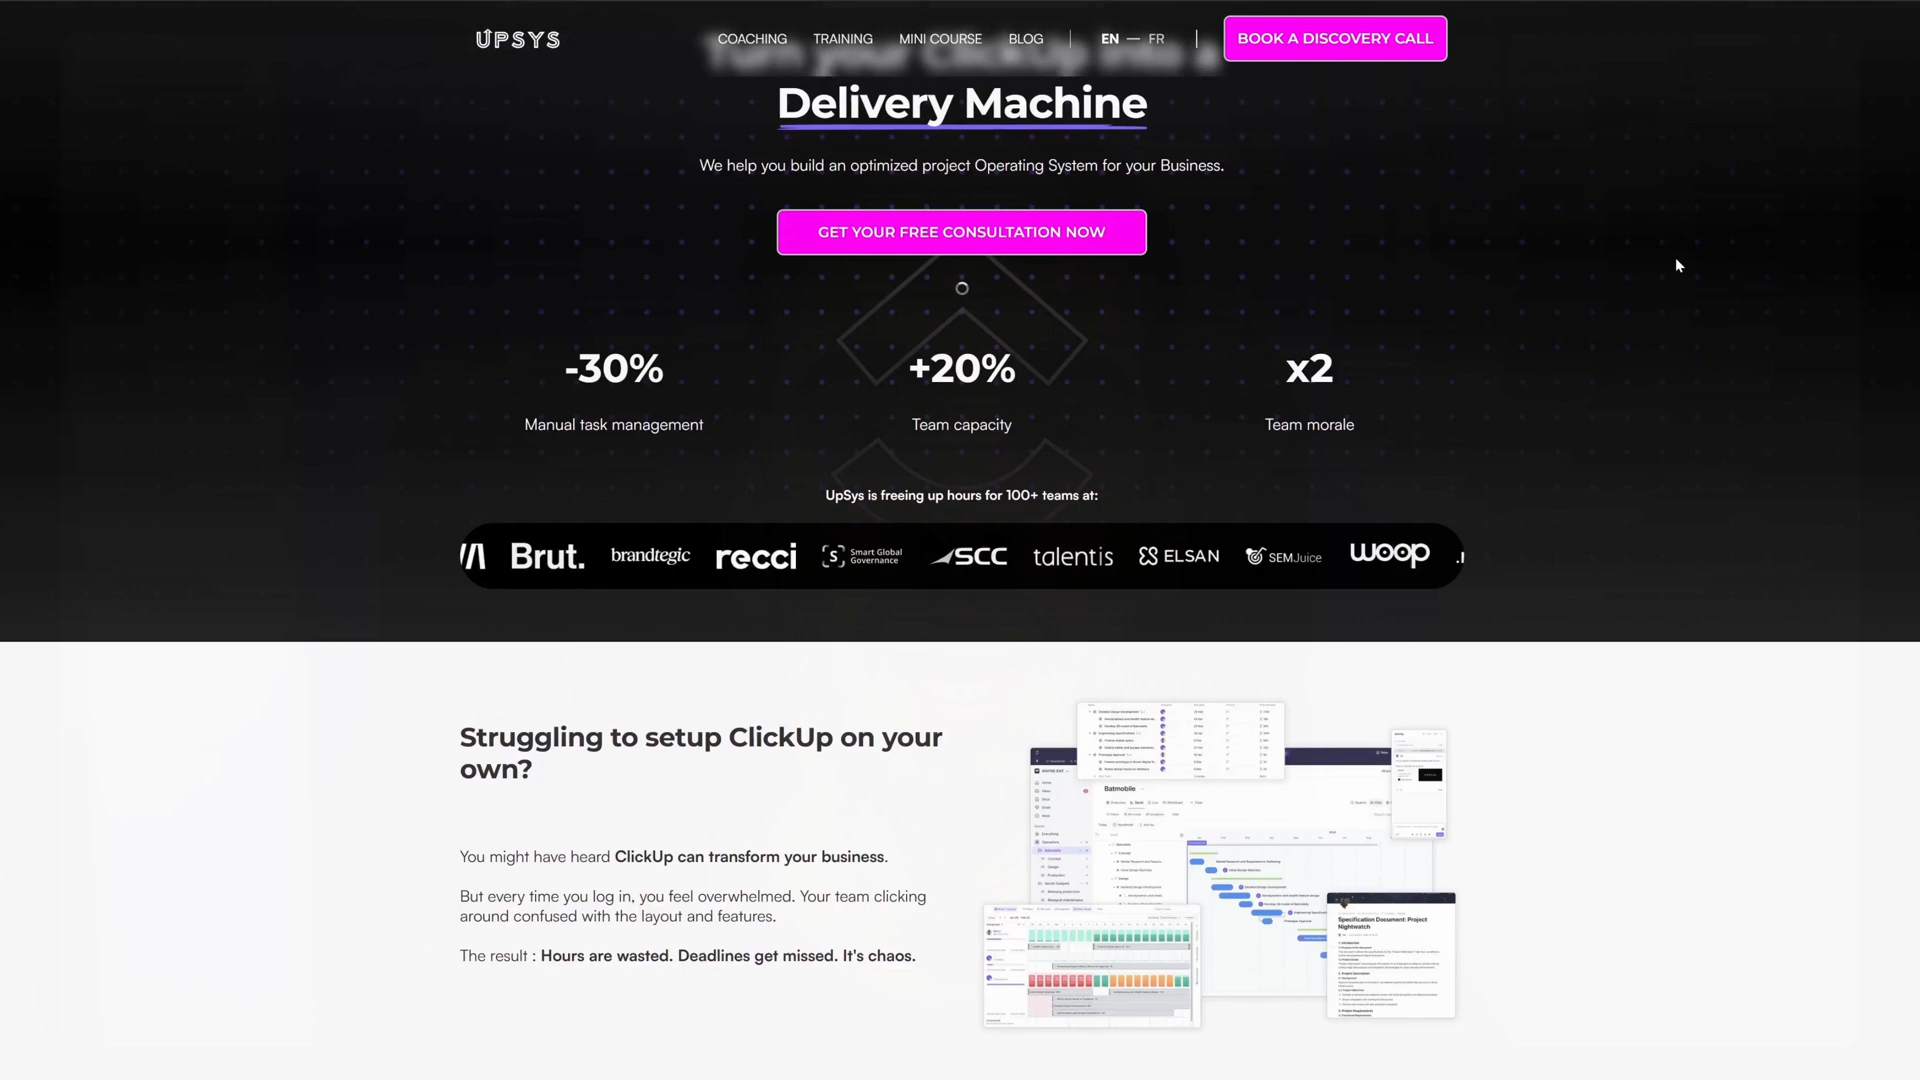 UPSYS
COACHING
TRAINING
MINI COURSE
BLOG
EN — FR
BOOK A DISCOVERY CALL
Turn your ClickUp into a
Delivery Machine
We help you build an optimized project Operating System for your Business.
GET YOUR FREE CONSULTATION NOW
-30%
Manual task management
+20%
Team capacity
x2
Team morale
UpSys is freeing up hours for 100+ teams at:
Brut.
brandtegic
recci
S Smart Global
Governance
SCC
talentis
ELSAN
SEMJuice
woop
Struggling to setup ClickUp on your
own?
You might have heard ClickUp can transform your business.
But every time you log in, you feel overwhelmed. Your team clicking
around confused with the layout and features.
The result : Hours are wasted. Deadlines get missed. It's chaos.
Batmobile
Specification Document: Project
Nightwatch